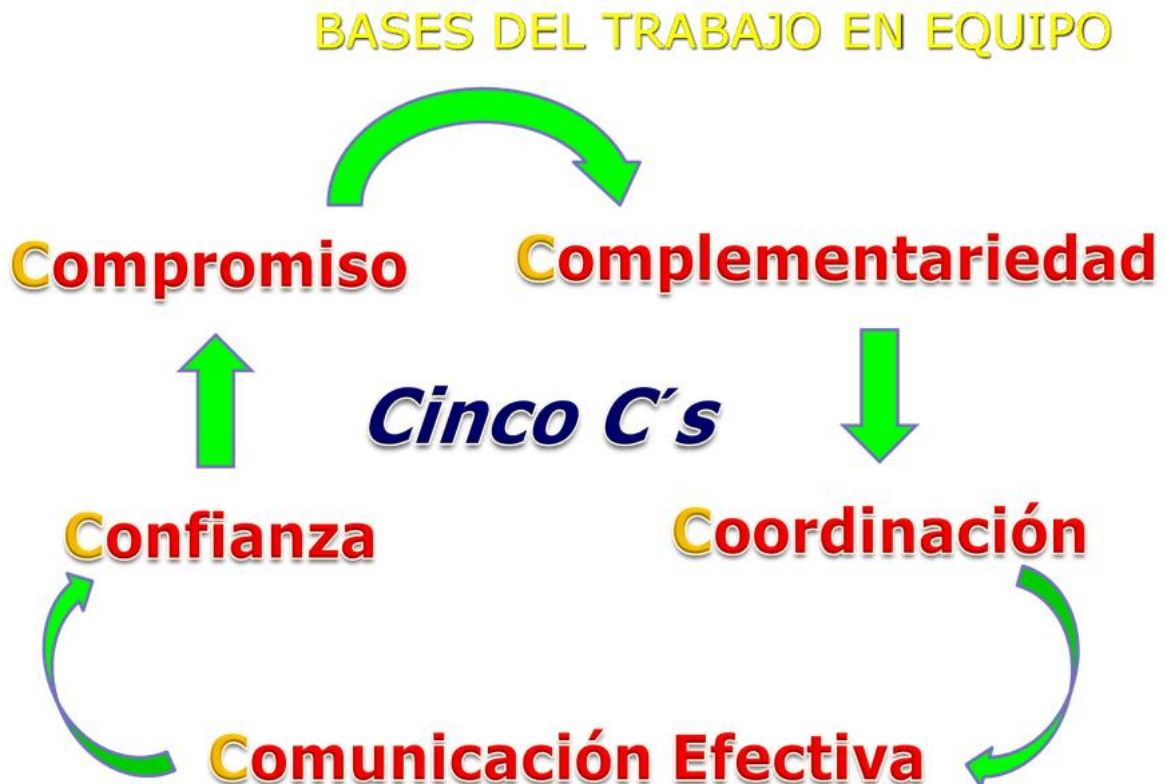 BASES DEL TRABAJO EN EQUIPO
Compromiso
Complementariedad
Cinco C´s
Confianza
Coordinación
Comunicación Efectiva